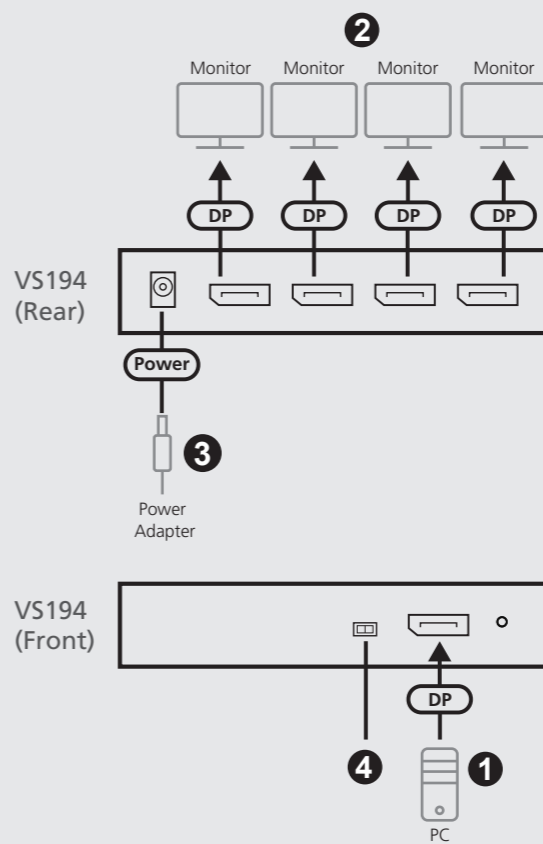 2
Monitor Monitor Monitor Monitor
DP DP DP DP
VS194
(Rear)
Power
3
Power
Adapter
VS194
(Front)
DP
4 1
PC